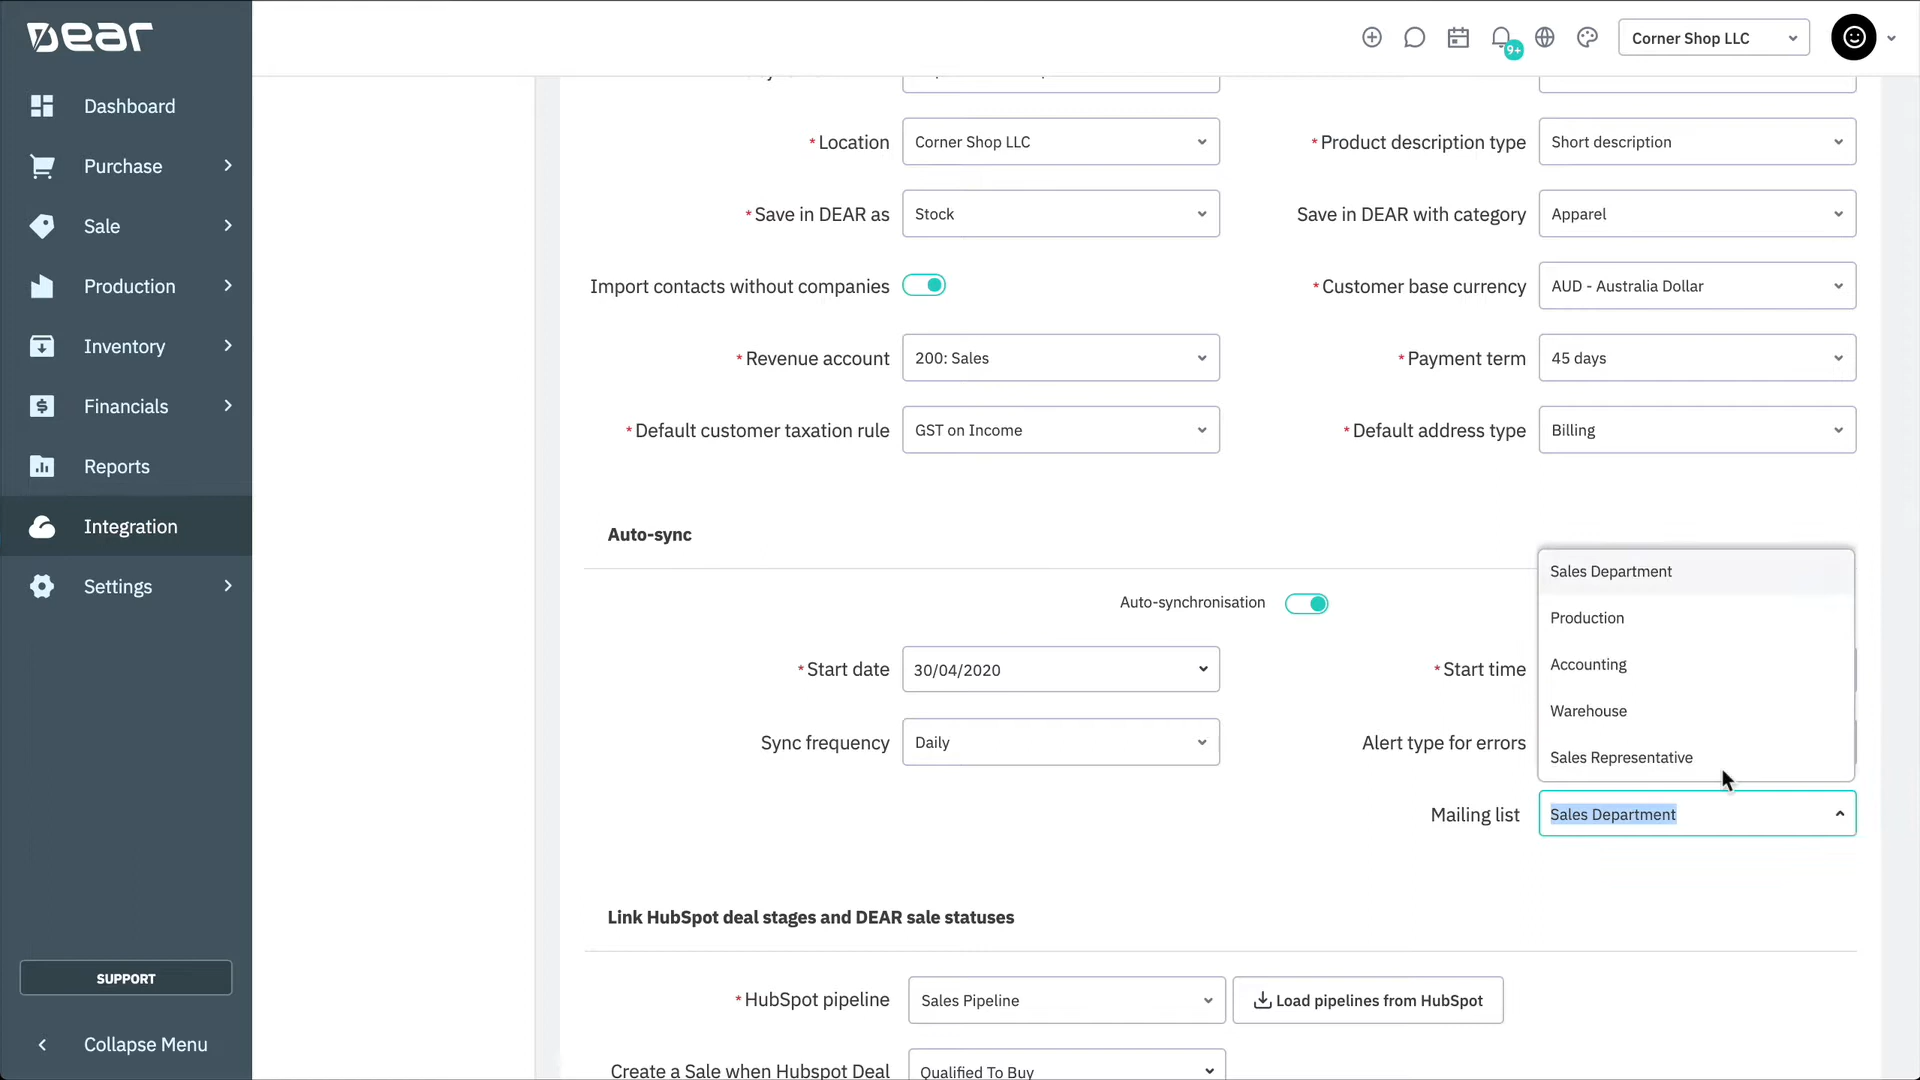 Dear
Corner Shop LLC
9+
Dashboard
Purchase
Sale
Production
Inventory
Financials
Reports
Integration
Settings
SUPPORT
Collapse Menu
* Location Corner Shop LLC * Product description type Short description
* Save in DEAR as Stock Save in DEAR with category Apparel
Import contacts without companies * Customer base currency AUD - Australia Dollar
* Revenue account 200: Sales * Payment term 45 days
* Default customer taxation rule GST on Income * Default address type Billing
Auto-sync
Auto-synchronisation
* Start date 30/04/2020 * Start time
Sync frequency Daily Alert type for errors
Sales Department
Production
Accounting
Warehouse
Sales Representative
Mailing list Sales Department
Link HubSpot deal stages and DEAR sale statuses
* HubSpot pipeline Sales Pipeline Load pipelines from HubSpot
Create a Sale when Hubspot Deal Qualified To Buy